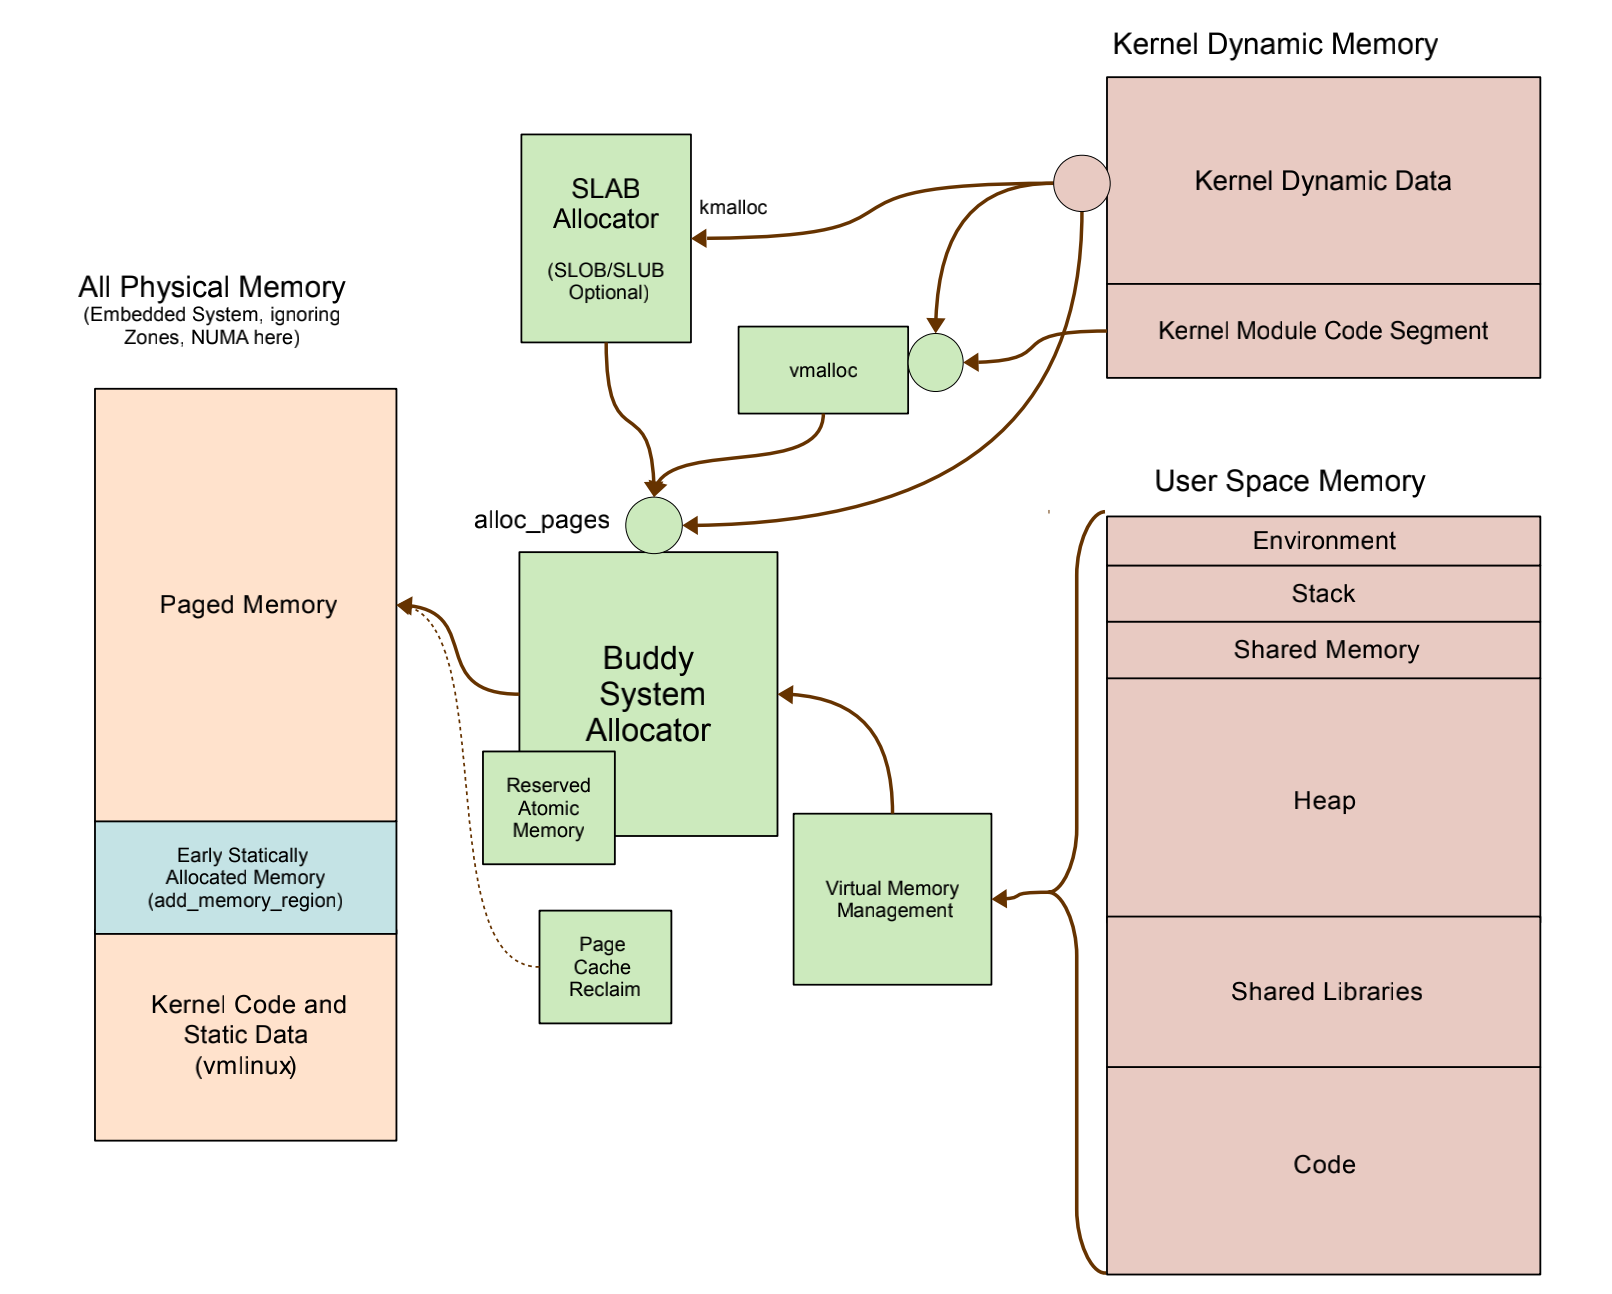 Kernel Dynamic Memory
Kernel Dynamic Data
Kernel Module Code Segment
SLAB
Allocator
(SLOB/SLUB
Optional)
kmalloc
vmalloc
All Physical Memory
(Embedded System, ignoring
Zones, NUMA here)
Paged Memory
Early Statically
Allocated Memory
(add_memory_region)
Kernel Code and
Static Data
(vmlinux)
alloc_pages
Buddy
System
Allocator
Reserved
Atomic
Memory
Page
Cache
Reclaim
Virtual Memory
Management
User Space Memory
Environment
Stack
Shared Memory
Heap
Shared Libraries
Code